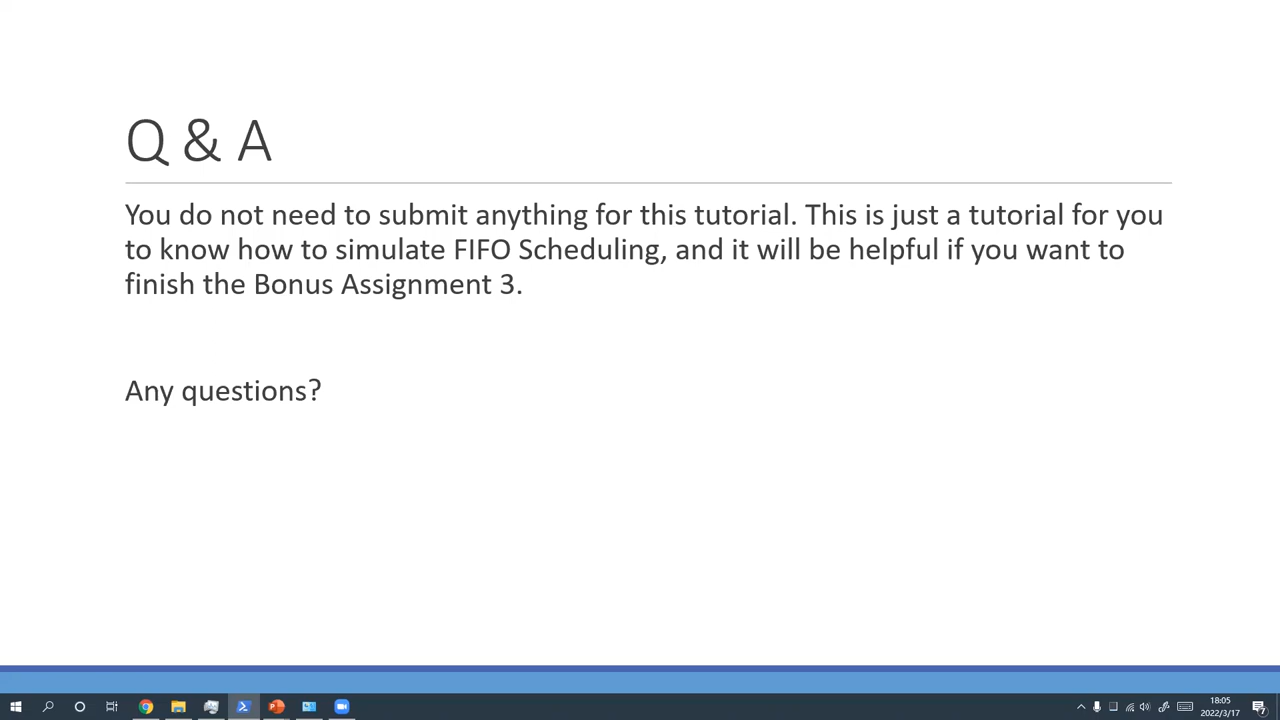 Q & A
You do not need to submit anything for this tutorial. This is just a tutorial for you
to know how to simulate FIFO Scheduling, and it will be helpful if you want to
finish the Bonus Assignment 3.
Any questions?
18:05
2022/3/17